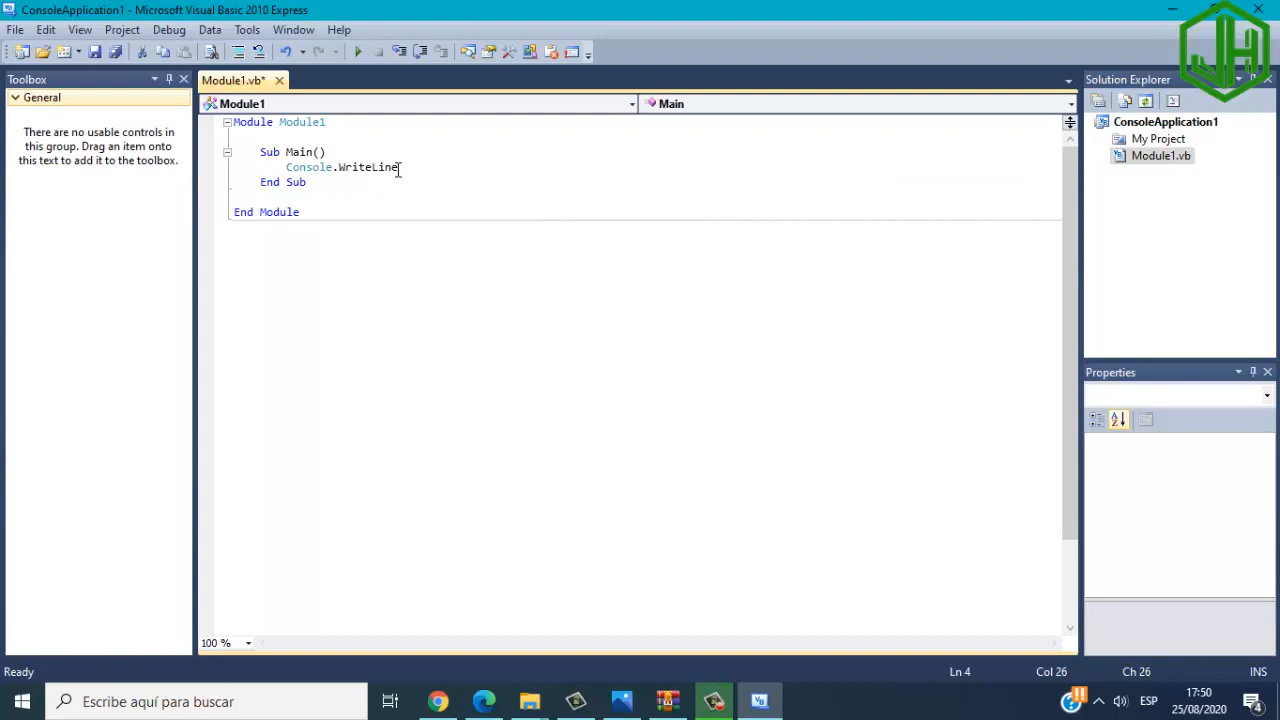 ConsoleApplication1 - Microsoft Visual Basic 2010 Express
File Edit View Project Debug Data Tools Window Help
Toolbox
General
There are no usable controls in
this group. Drag an item onto
this text to add it to the toolbox.
Module1.vb*
Module1
Main
Module Module1
Sub Main()
Console.WriteLine
End Sub
End Module
100 %
Solution Explorer
JH
ConsoleApplication1
My Project
Module1.vb
Properties
Ready
Ln 4
Col 26
Ch 26
INS
Escribe aquí para buscar
ESP
17:50
25/08/2020
4